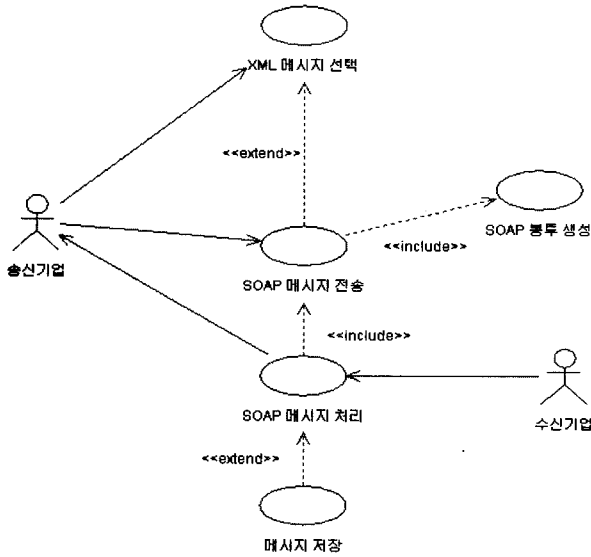 XML 메시지 선택
<<extend>>
SOAP 봉투 생성
<<include>>
송신기업
SOAP 메시지 전송
<<include>>
SOAP 메시지 처리
수신기업
<<extend>>
메시지 저장